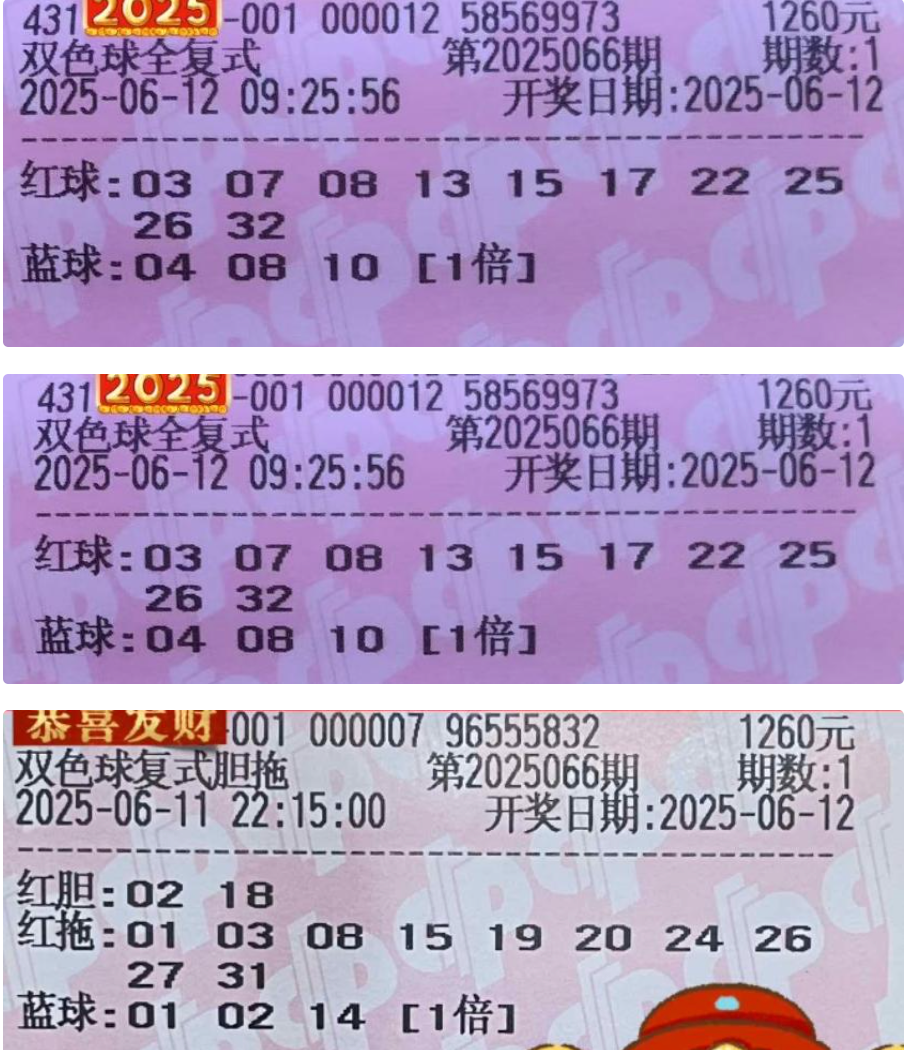 431 2025 -001 000012 58569973 1260元
双色球全复式 第2025066期 期数:1
2025-06-12 09:25:56 开奖日期:2025-06-12
红球:03 07 08 13 15 17 22 25
26 32
蓝球:04 08 10 [1倍]
431 2025 -001 000012 58569973 1260元
双色球全复式 第2025066期 期数:1
2025-06-12 09:25:56 开奖日期:2025-06-12
红球:03 07 08 13 15 17 22 25
26 32
蓝球:04 08 10 [1倍]
恭喜发财 001 000007 96555832 1260元
双色球复式胆拖 第2025066期 期数:1
2025-06-11 22:15:00 开奖日期:2025-06-12
红胆:02 18
红拖:01 03 08 15 19 20 24 26
27 31
蓝球:01 02 14 [1倍]